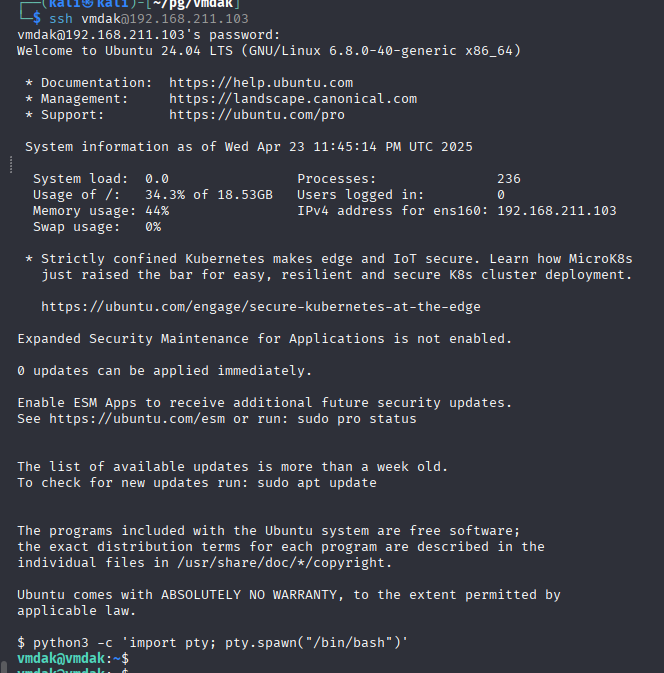 ┌──(kali㉿kali)-[~/pg/vmdak]
└─$ ssh vmdak@192.168.211.103
vmdak@192.168.211.103's password:
Welcome to Ubuntu 24.04 LTS (GNU/Linux 6.8.0-40-generic x86_64)
* Documentation:  https://help.ubuntu.com
* Management:     https://landscape.canonical.com
* Support:        https://ubuntu.com/pro
System information as of Wed Apr 23 11:45:14 PM UTC 2025
System load:  0.0                Processes:               236
Usage of /:   34.3% of 18.53GB   Users logged in:         0
Memory usage: 44%                IPv4 address for ens160: 192.168.211.103
Swap usage:   0%
* Strictly confined Kubernetes makes edge and IoT secure. Learn how MicroK8s
just raised the bar for easy, resilient and secure K8s cluster deployment.
https://ubuntu.com/engage/secure-kubernetes-at-the-edge
Expanded Security Maintenance for Applications is not enabled.
0 updates can be applied immediately.
Enable ESM Apps to receive additional future security updates.
See https://ubuntu.com/esm or run: sudo pro status
The list of available updates is more than a week old.
To check for new updates run: sudo apt update
The programs included with the Ubuntu system are free software;
the exact distribution terms for each program are described in the
individual files in /usr/share/doc/*/copyright.
Ubuntu comes with ABSOLUTELY NO WARRANTY, to the extent permitted by
applicable law.
$ python3 -c 'import pty; pty.spawn("/bin/bash")'
vmdak@vmdak:~$
vmdak@vmdak:~$